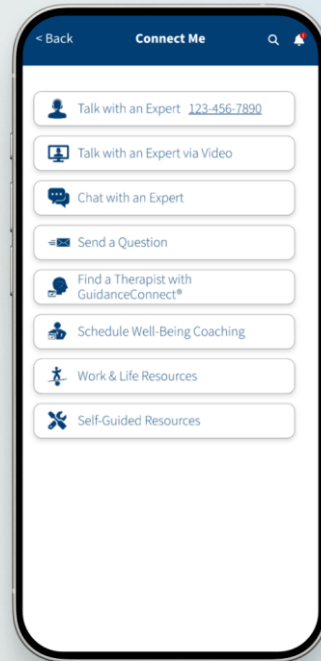 < Back Connect Me
Talk with an Expert 123-456-7890
Talk with an Expert via Video
Chat with an Expert
Send a Question
Find a Therapist with
GuidanceConnect®
Schedule Well-Being Coaching
Work & Life Resources
Self-Guided Resources